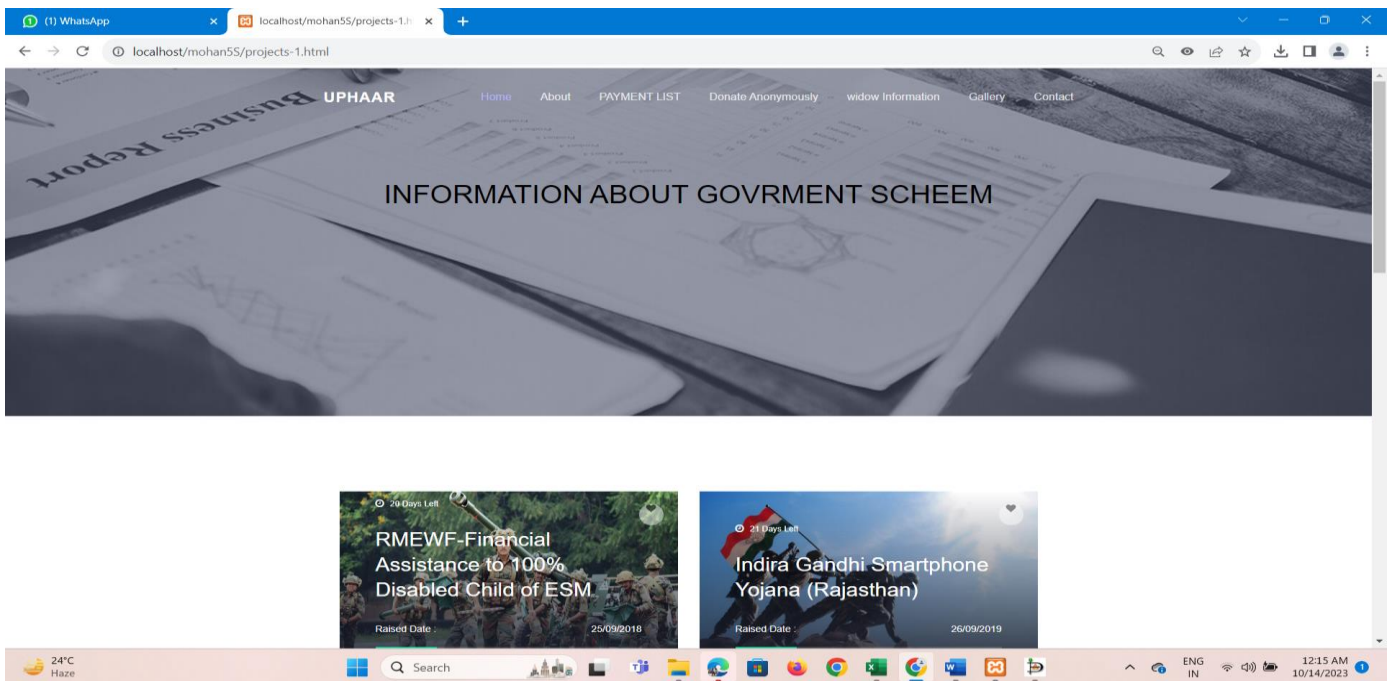 (1) WhatsApp
localhost/mohan5S/projects-1.h
localhost/mohan5S/projects-1.html
Business Report
UPHAAR
Home About PAYMENT LIST Donate Anonymously widow Information Gallery Contact
INFORMATION ABOUT GOVRMENT SCHEEM
20 Days Left
RMEWF-Financial
Assistance to 100%
Disabled Child of ESM
Raised Date : 25/09/2018
21 Days Left
Indira Gandhi Smartphone
Yojana (Rajasthan)
Raised Date : 26/09/2019
24°C
Haze
Search
ENG
IN
12:15 AM
10/14/2023
1